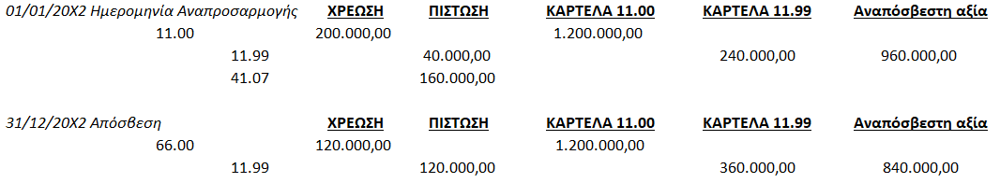 01/01/20X2 Ημερομηνία Αναπροσαρμογής ΧΡΕΩΣΗ ΠΙΣΤΩΣΗ ΚΑΡΤΕΛΑ 11.00 ΚΑΡΤΕΛΑ 11.99 Αναπόσβεστη αξία
11.00 200.000,00 1.200.000,00
11.99 40.000,00 240.000,00 960.000,00
41.07 160.000,00
31/12/20X2 Απόσβεση ΧΡΕΩΣΗ ΠΙΣΤΩΣΗ ΚΑΡΤΕΛΑ 11.00 ΚΑΡΤΕΛΑ 11.99 Αναπόσβεστη αξία
66.00 120.000,00 1.200.000,00
11.99 120.000,00 360.000,00 840.000,00